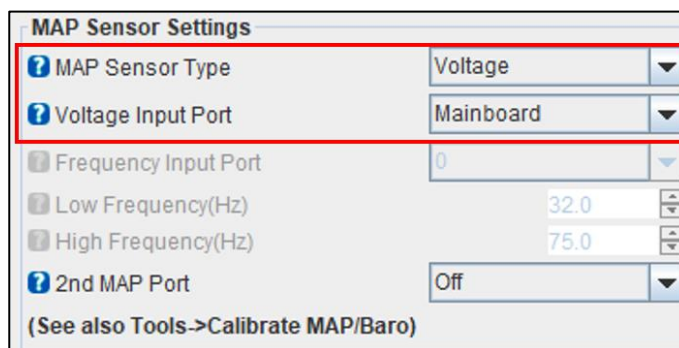 MAP Sensor Settings
MAP Sensor Type Voltage
Voltage Input Port Mainboard
Frequency Input Port 0
Low Frequency(Hz) 32.0
High Frequency(Hz) 75.0
2nd MAP Port Off
(See also Tools->Calibrate MAP/Baro)